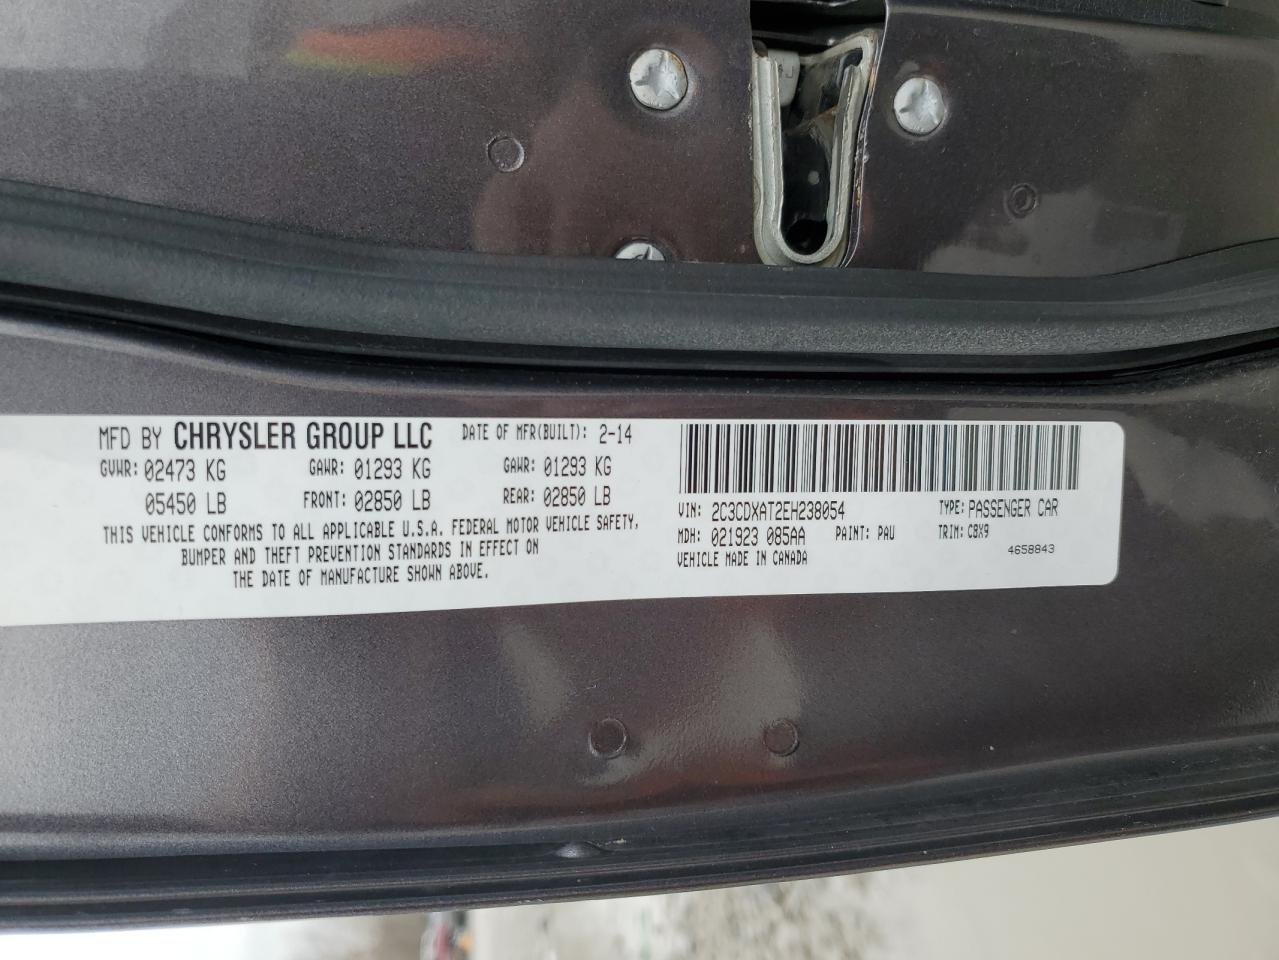 MFD BY CHRYSLER GROUP LLC DATE OF MFR(BUILT): 2-14
GVWR: 02473 KG GAWR: 01293 KG GAWR: 01293 KG
05450 LB FRONT: 02850 LB REAR: 02850 LB
THIS VEHICLE CONFORMS TO ALL APPLICABLE U.S.A. FEDERAL MOTOR VEHICLE SAFETY,
BUMPER AND THEFT PREVENTION STANDARDS IN EFFECT ON
THE DATE OF MANUFACTURE SHOWN ABOVE.
VIN: 2C3CDXAT2EH238054 TYPE: PASSENGER CAR
MDH: 021923 085AA PAINT: PAU TRIM: C8X9
VEHICLE MADE IN CANADA 4658843